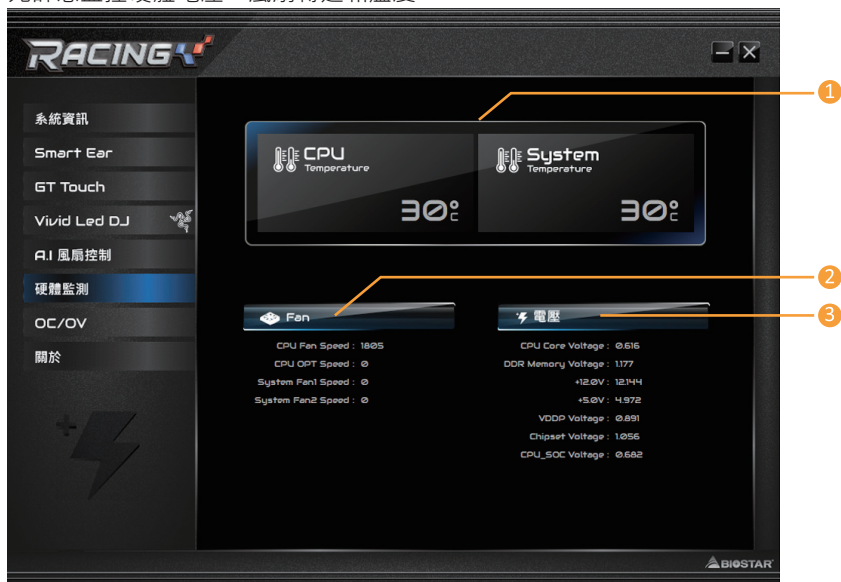 RACING
1
系統資訊
Smart Ear
GT Touch
Vivid Led DJ
A.I 風扇控制
硬體監測
OC/OV
關於
CPU
Temperature
30°C
System
Temperature
30°C
2
3
Fan
CPU Fan Speed : 1805
CPU OPT Speed : 0
System Fan1 Speed : 0
System Fan2 Speed : 0
電壓
CPU Core Voltage : 0.616
DDR Memory Voltage : 1.177
+12.0V : 12.144
+5.0V : 4.972
VDDP Voltage : 0.891
Chipset Voltage : 1.056
CPU_SOC Voltage : 0.682
BIOSTAR